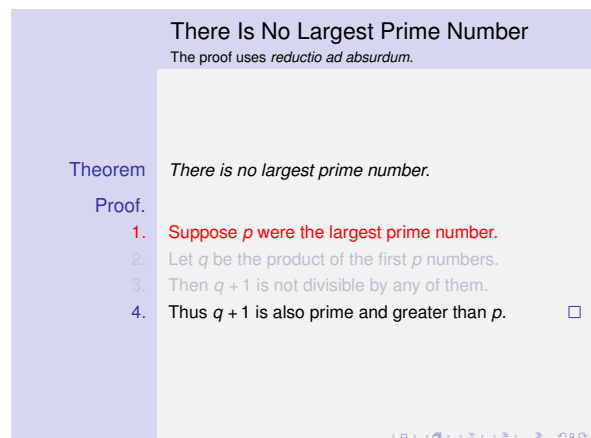 There Is No Largest Prime Number
The proof uses reductio ad absurdum.
Theorem There is no largest prime number.
Proof.
1. Suppose p were the largest prime number.
2. Let q be the product of the first p numbers.
3. Then q + 1 is not divisible by any of them.
4. Thus q + 1 is also prime and greater than p. □